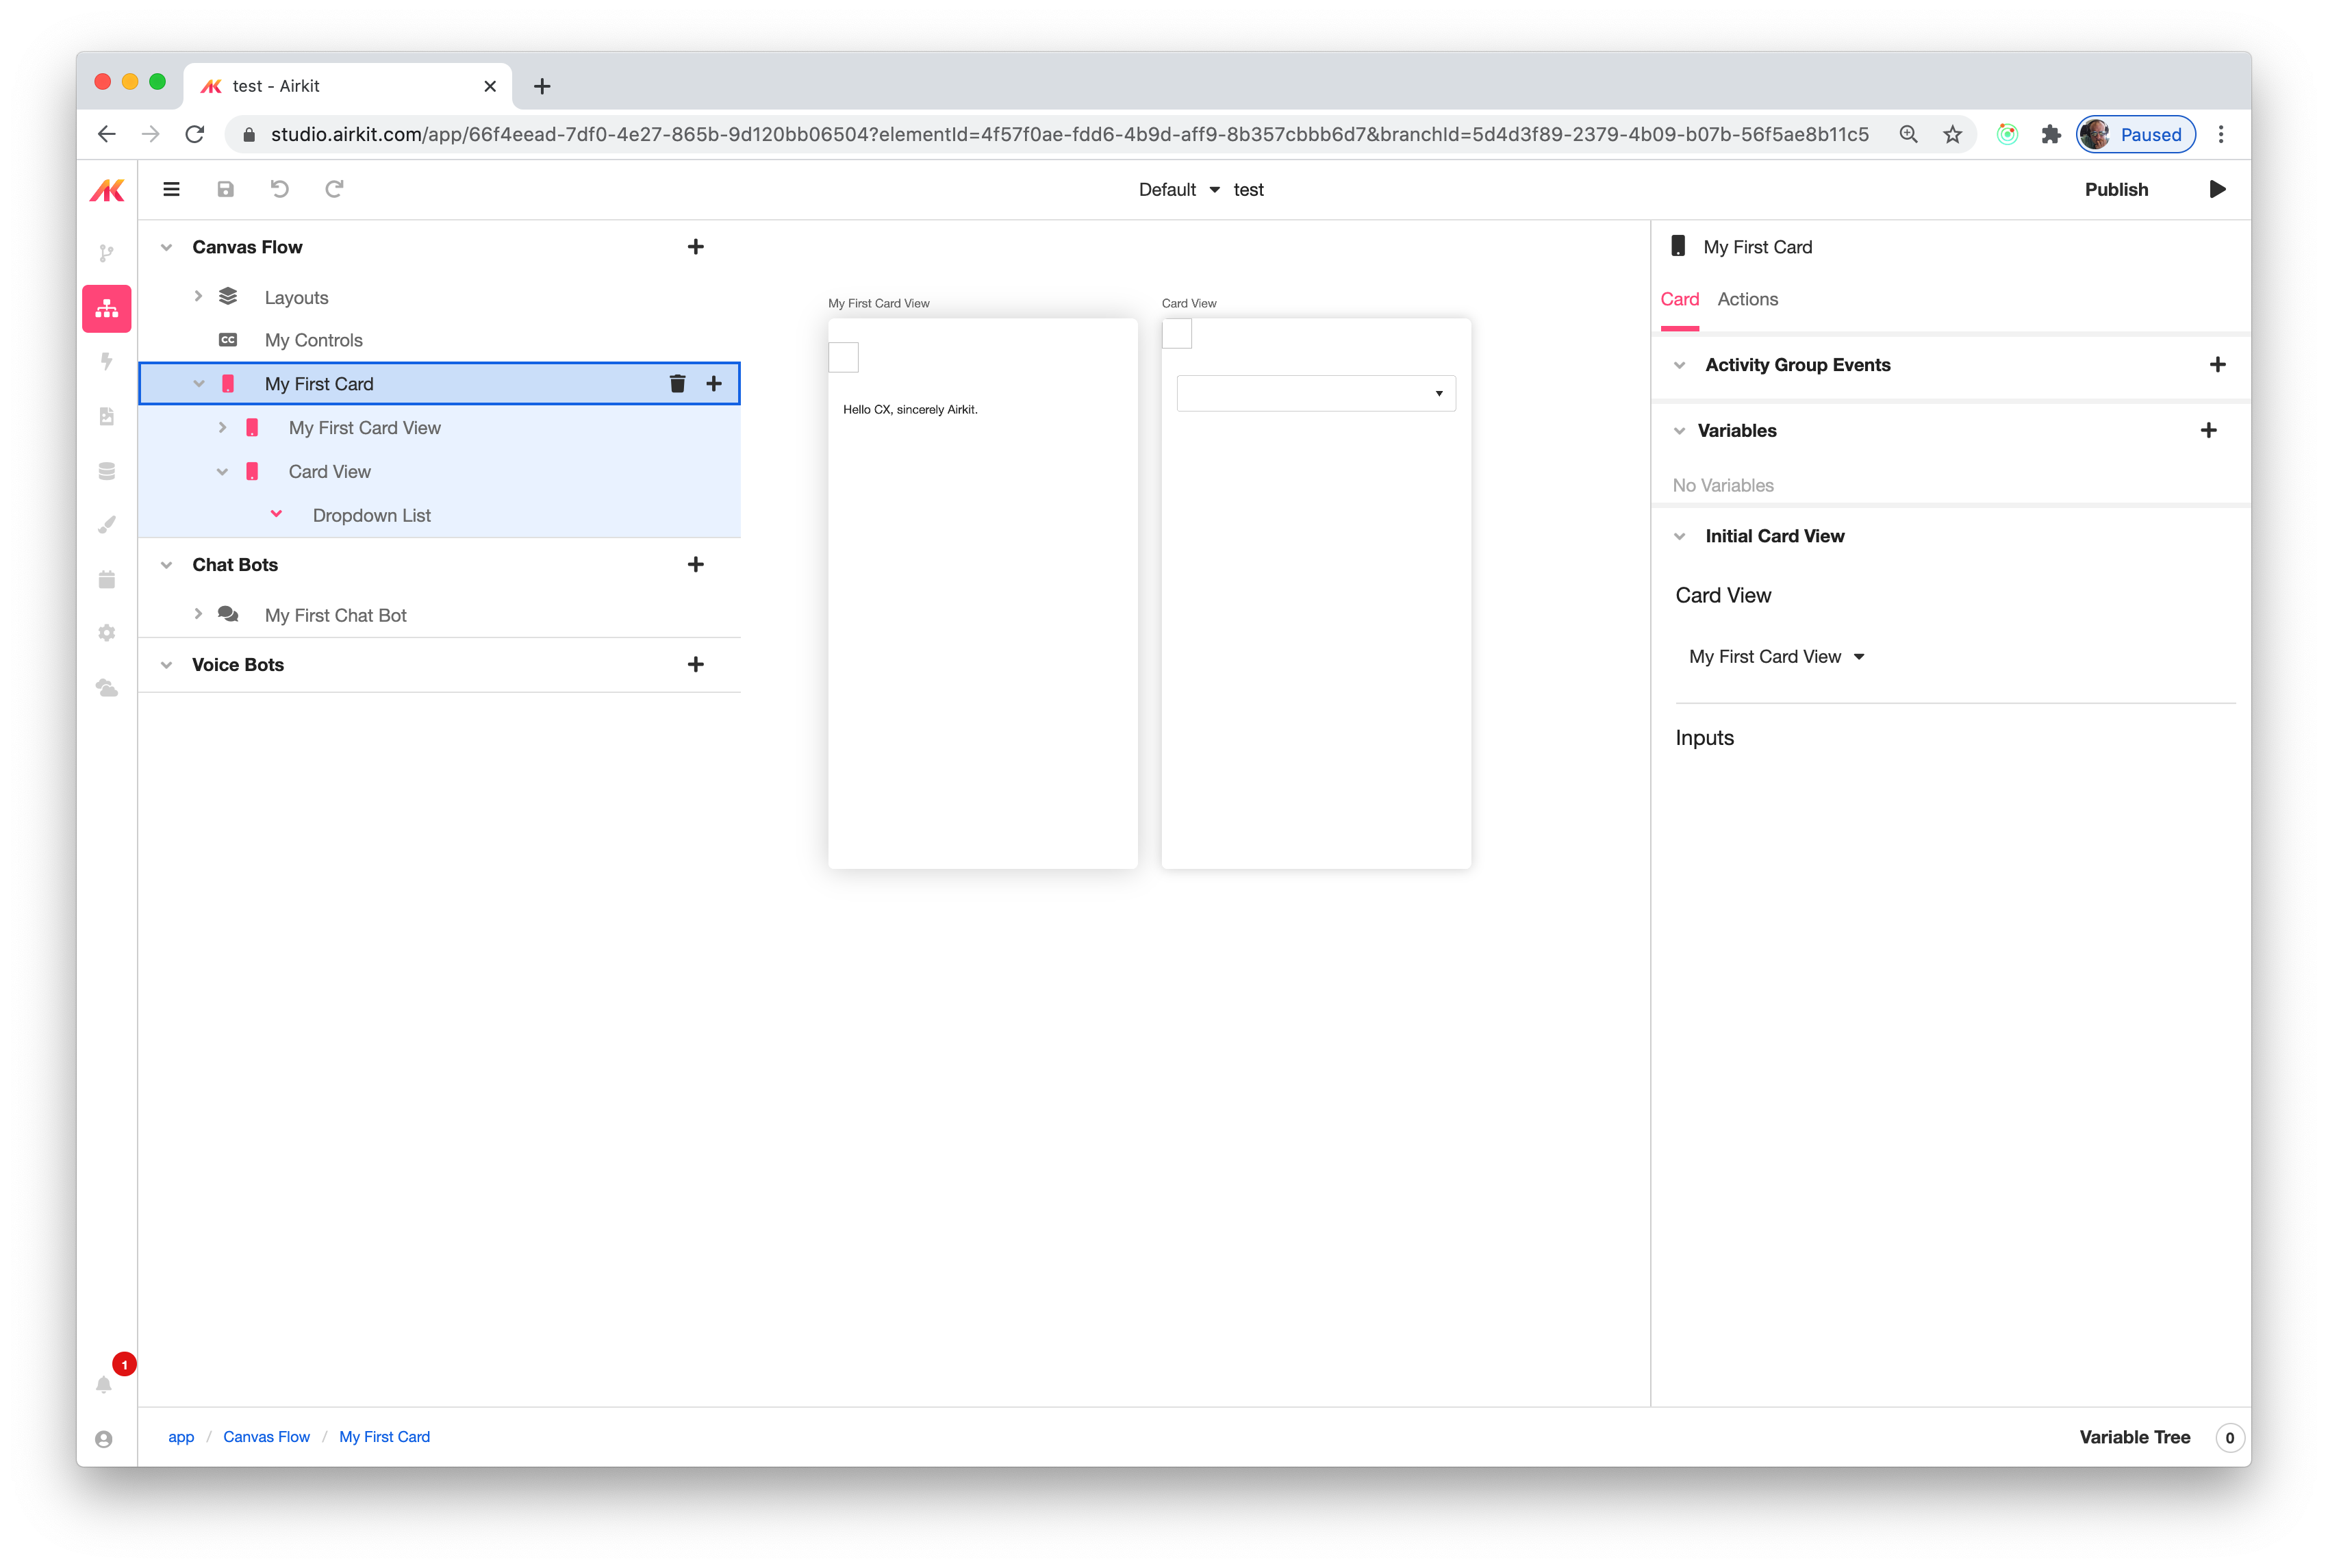 test - Airkit
studio.airkit.com/app/66f4eead-7df0-4e27-865b-9d120bb06504?elementId=4f57f0ae-fdd6-4b9d-aff9-8b357cbbb6d7&branchId=5d4d3f89-2379-4b09-b07b-56f5ae8b11c5
Paused
Default test
Publish
Canvas Flow
Layouts
CC My Controls
My First Card
My First Card View
Card View
Dropdown List
Chat Bots
My First Chat Bot
Voice Bots
My First Card View
Hello CX, sincerely Airkit.
Card View
My First Card
Card Actions
Activity Group Events
Variables
No Variables
Initial Card View
Card View
My First Card View
Inputs
1
app / Canvas Flow / My First Card
Variable Tree 0